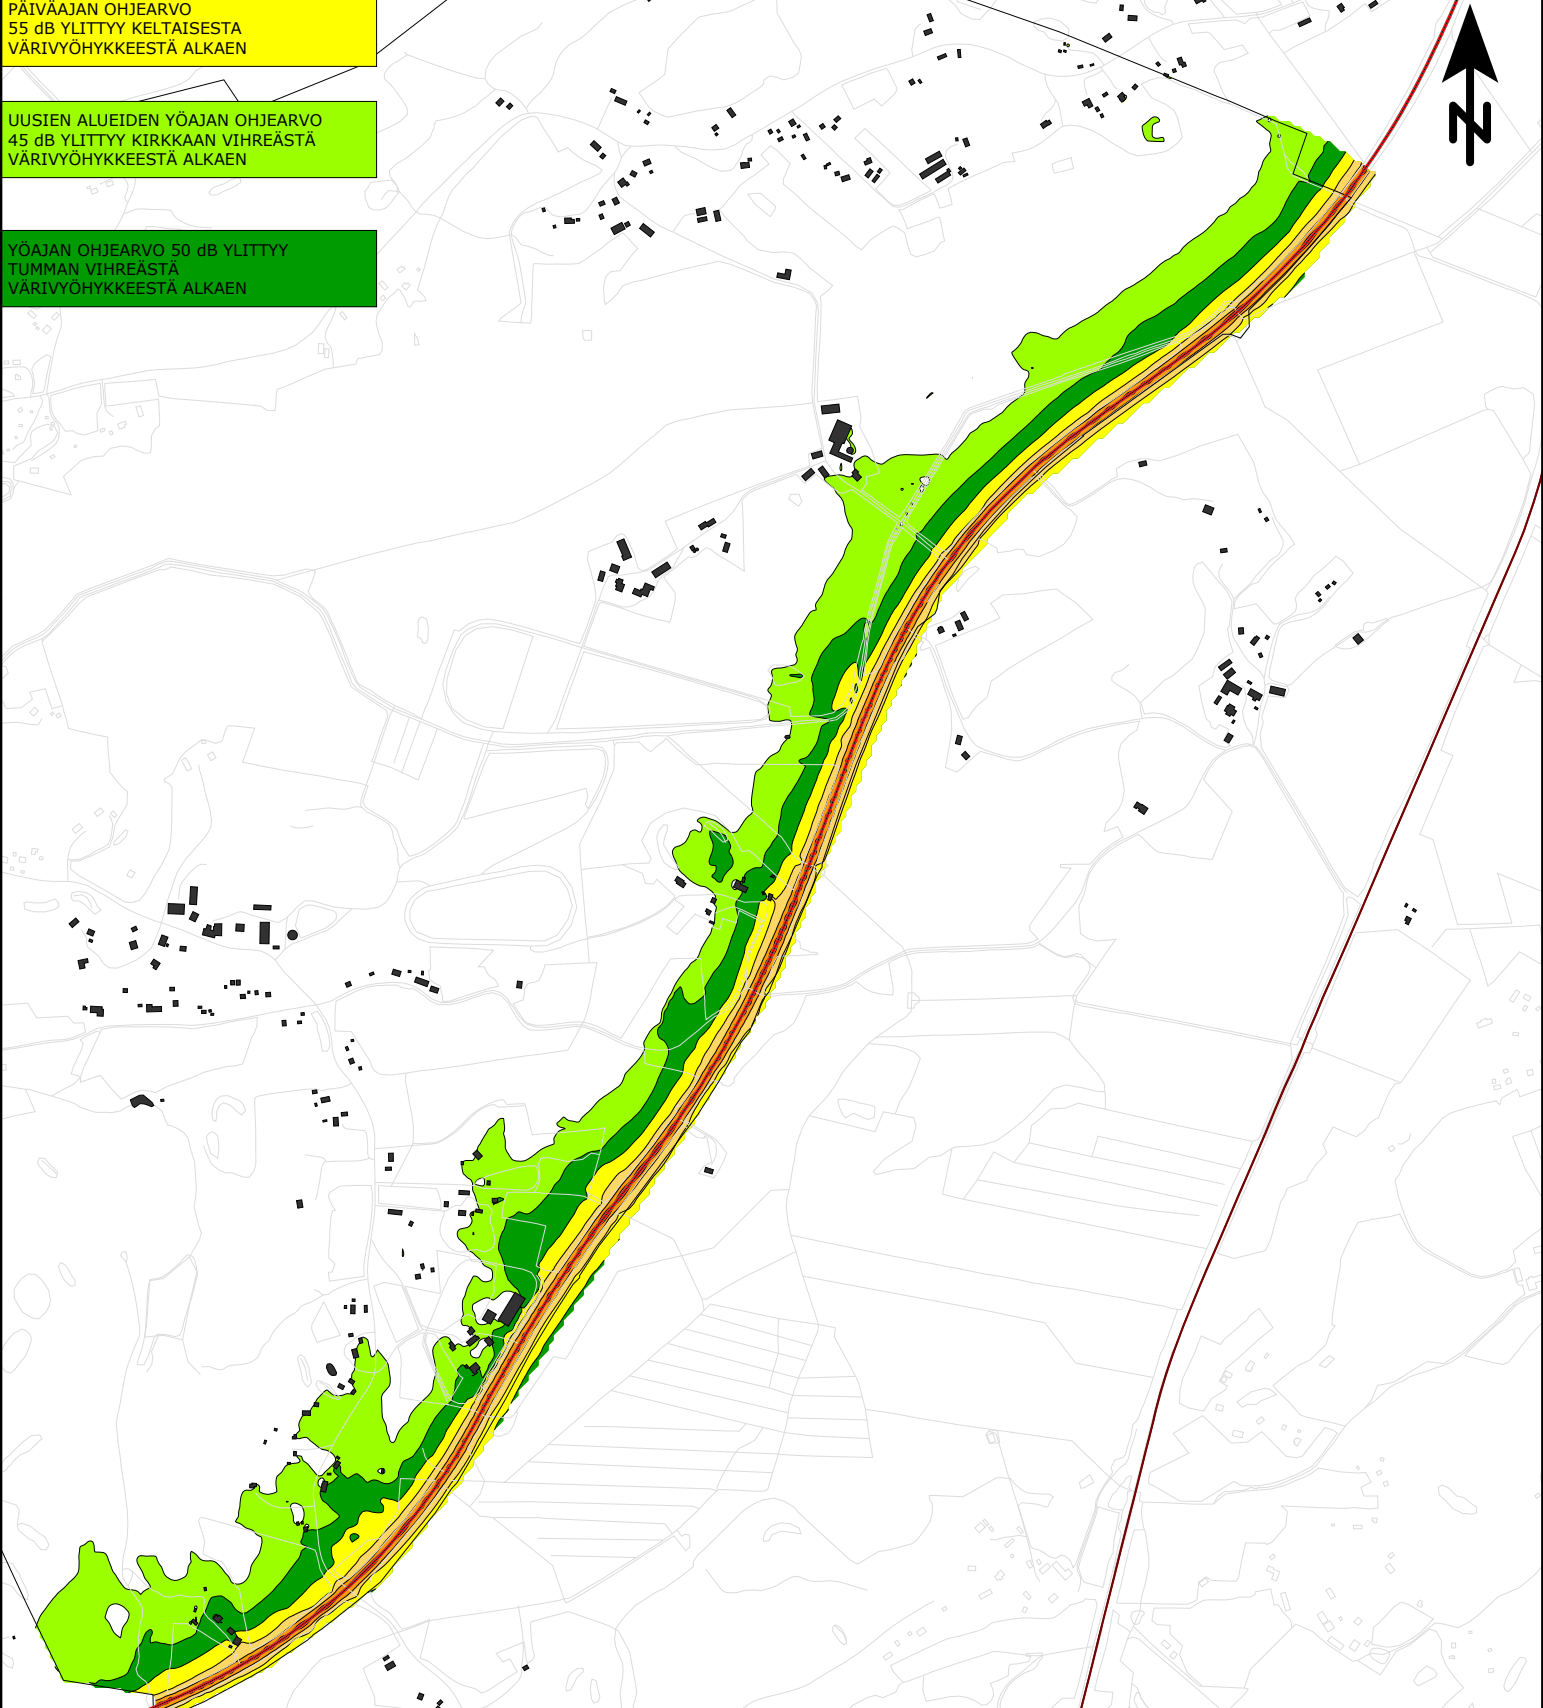 PÄIVÄAJAN OHJEARVO
55 dB YLITTYY KELTAISESTA
VÄRIVYÖHYKKEESTÄ ALKAEN
UUSIEN ALUEIDEN YÖAJAN OHJEARVO
45 dB YLITTYY KIRKKAAN VIHREÄSTÄ
VÄRIVYÖHYKKEESTÄ ALKAEN
YÖAJAN OHJEARVO 50 dB YLITTYY
TUMMAN VIHREÄSTÄ
VÄRIVYÖHYKKEESTÄ ALKAEN
N